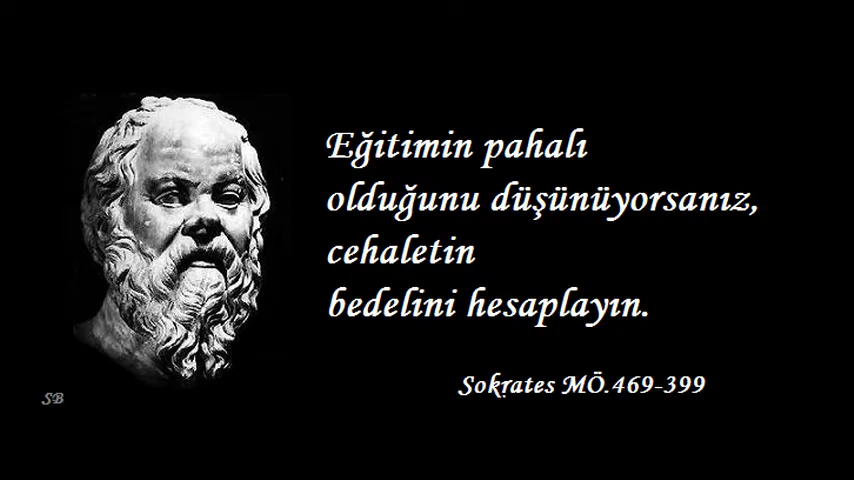 Eğitimin pahalı
olduğunu düşünüyorsanız,
cehaletin
bedelini hesaplayın.
Sokrates MÖ.469-399
SB